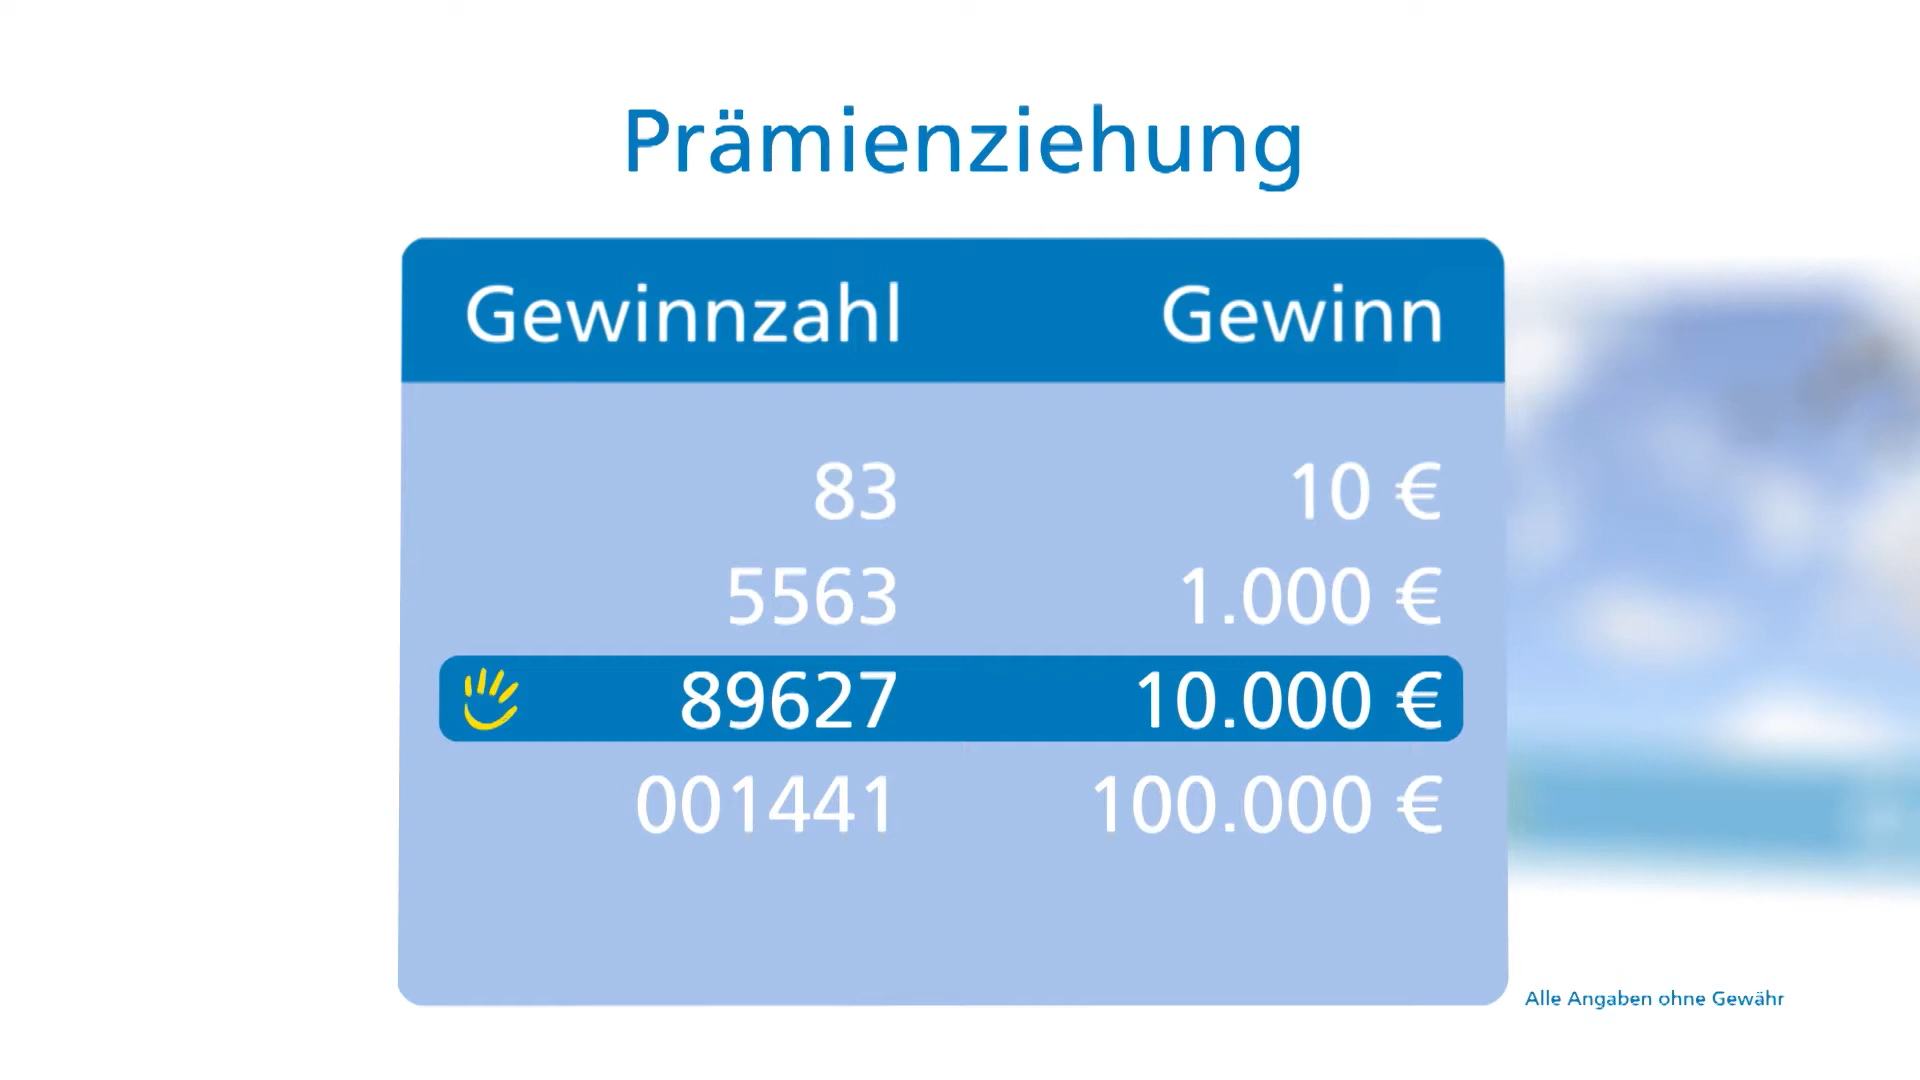 Prämienziehung
Gewinnzahl Gewinn
83 10 €
5563 1.000 €
89627 10.000 €
001441 100.000 €
Alle Angaben ohne Gewähr